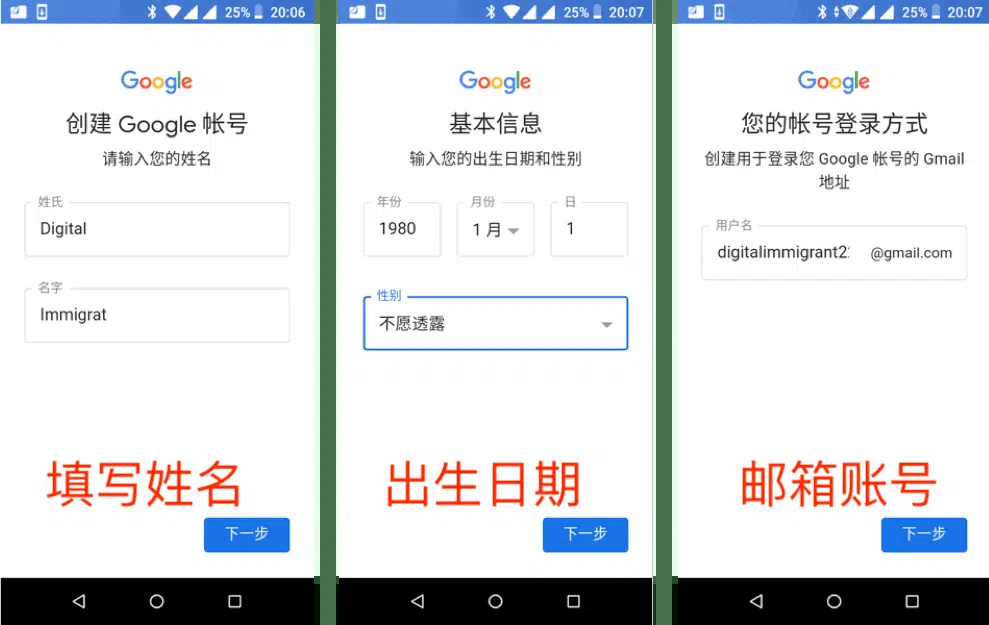 25% 20:06
Google
创建 Google 帐号
请输入您的姓名
姓氏
Digital
名字
Immigrat
填写姓名
下一步
25% 20:07
Google
基本信息
输入您的出生日期和性别
年份
1980
月份
1 月
日
1
性别
不愿透露
出生日期
下一步
25% 20:07
Google
您的帐号登录方式
创建用于登录您 Google 帐号的 Gmail
地址
用户名
digitalimmigrant2 @gmail.com
邮箱账号
下一步